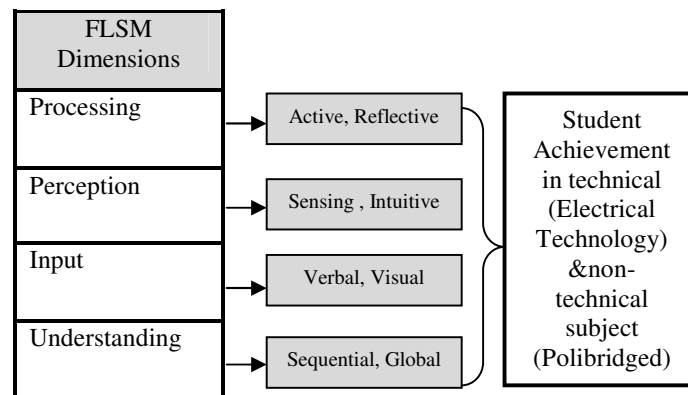 FLSM
Dimensions
Processing
Perception
Input
Understanding
Active, Reflective
Sensing , Intuitive
Verbal, Visual
Sequential, Global
Student
Achievement
in technical
(Electrical
Technology)
&non-
technical
subject
(Polibridged)